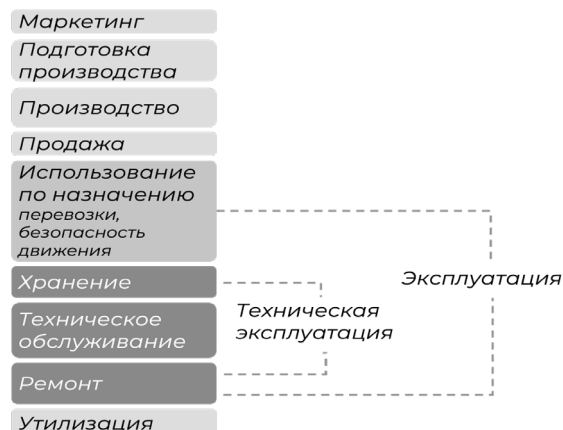 Маркетинг
Подготовка
производства
Производство
Продажа
Использование
по назначению
перевозки,
безопасность
движения
Хранение
Техническое
обслуживание
Ремонт
Утилизация
Техническая
эксплуатация
Эксплуатация